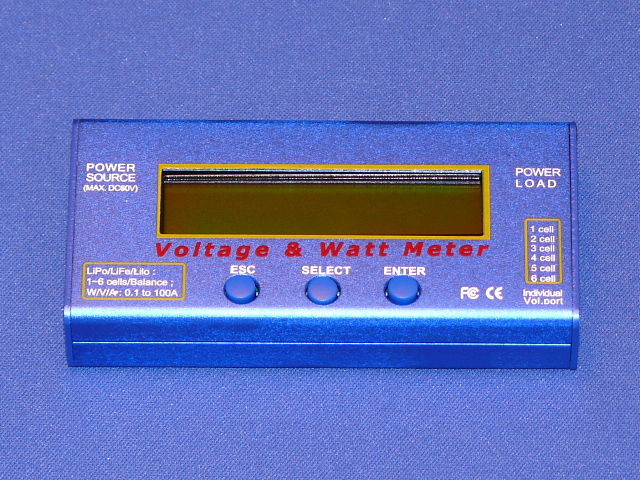 POWER
SOURCE
(MAX. DC60V)
POWER
LOAD
Voltage & Watt Meter
1 cell
2 cell
3 cell
4 cell
5 cell
6 cell
LiPo/LiFe/LiIo :
1~6 cells/Balance ;
W/V/A: 0.1 to 100A
ESC
SELECT
ENTER
FC CE
Individual
Vol.port